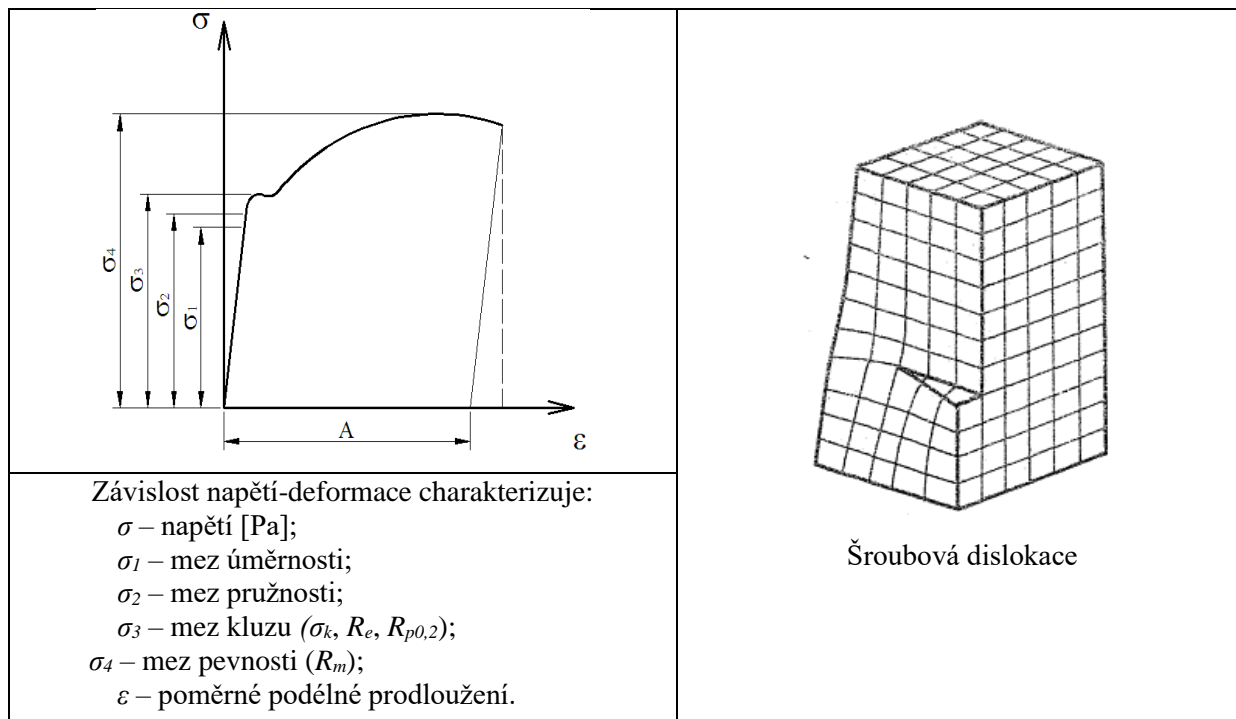 σ
σ4
σ3
σ2
σ1
A
ε
Závislost napětí-deformace charakterizuje:
σ – napětí [Pa];
σ1 – mez úměrnosti;
σ2 – mez pružnosti;
σ3 – mez kluzu (σk, Re, Rp0,2);
σ4 – mez pevnosti (Rm);
ε – poměrné podélné prodloužení.
Šroubová dislokace